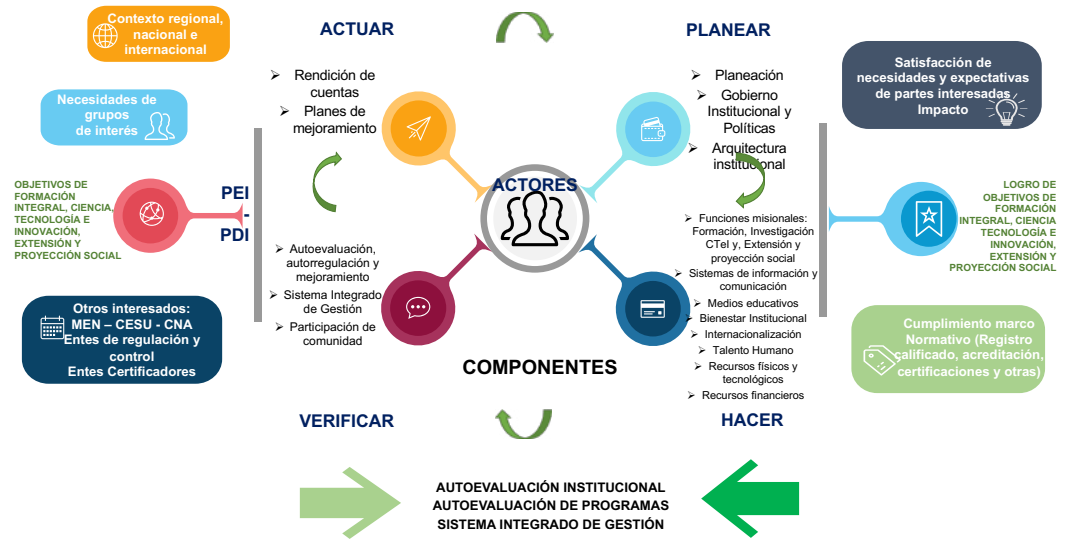 Contexto regional,
nacional e
internacional
Necesidades de
grupos
de interés
OBJETIVOS DE
FORMACIÓN
INTEGRAL, CIENCIA,
TECNOLOGÍA E
INNOVACIÓN,
EXTENSIÓN Y
PROYECCIÓN SOCIAL
PEI
-
PDI
Otros interesados:
MEN – CESU - CNA
Entes de regulación y
control
Entes Certificadores
ACTUAR
➢ Rendición de
cuentas
➢ Planes de
mejoramiento
PLANEAR
➢ Planeación
➢ Gobierno
Institucional y
Políticas
➢ Arquitectura
institucional
ACTORES
➢ Autoevaluación,
autorregulación y
mejoramiento
➢ Sistema Integrado
de Gestión
➢ Participación de
comunidad
➢ Funciones misionales:
Formación, Investigación
CTeI y, Extensión y
proyección social
➢ Sistemas de información y
comunicación
➢ Medios educativos
➢ Bienestar Institucional
➢ Internacionalización
➢ Talento Humano
➢ Recursos físicos y
tecnológicos
➢ Recursos financieros
COMPONENTES
VERIFICAR
HACER
Satisfacción de
necesidades y expectativas
de partes interesadas
Impacto
LOGRO DE
OBJETIVOS DE
FORMACIÓN
INTEGRAL, CIENCIA
TECNOLOGÍA E
INNOVACIÓN,
EXTENSIÓN Y
PROYECCIÓN SOCIAL
Cumplimiento marco
Normativo (Registro
calificado, acreditación,
certificaciones y otras)
AUTOEVALUACIÓN INSTITUCIONAL
AUTOEVALUACIÓN DE PROGRAMAS
SISTEMA INTEGRADO DE GESTIÓN